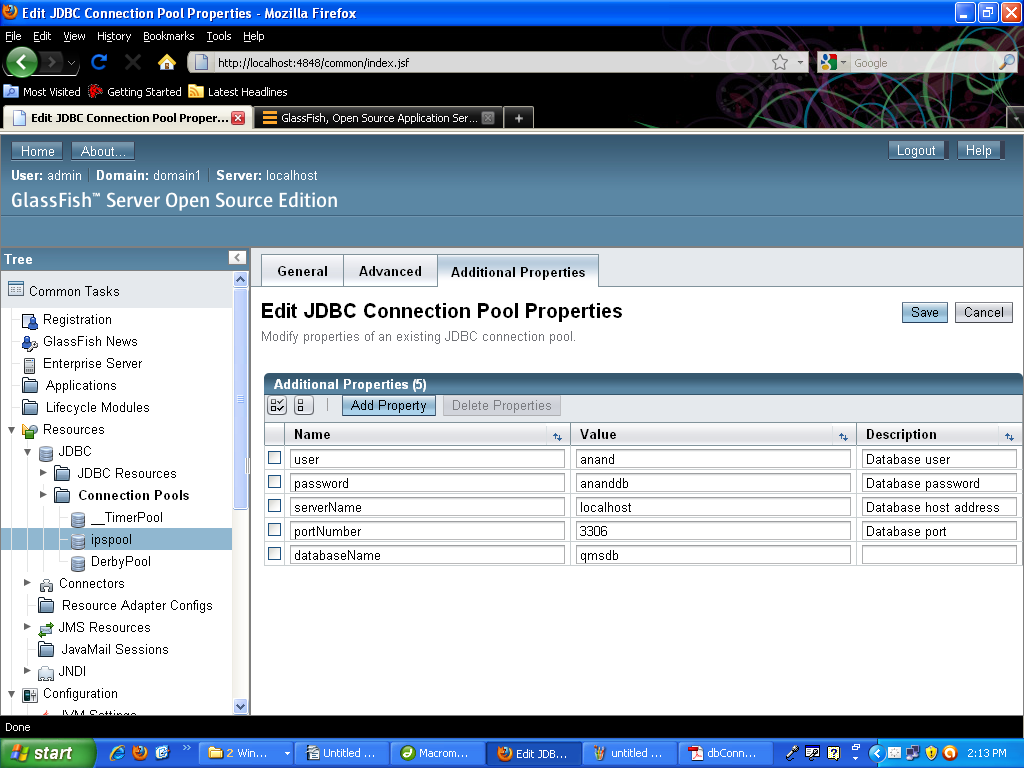 Edit JDBC Connection Pool Properties - Mozilla Firefox
File Edit View History Bookmarks Tools Help
http://localhost:4848/common/index.jsf Google
Most Visited Getting Started Latest Headlines
Edit JDBC Connection Pool Proper... GlassFish, Open Source Application Ser... +
Home About... Logout Help
User: admin Domain: domain1 Server: localhost
GlassFish™ Server Open Source Edition
Tree
Common Tasks
Registration
GlassFish News
Enterprise Server
Applications
Lifecycle Modules
Resources
JDBC
JDBC Resources
Connection Pools
__TimerPool
ipspool
DerbyPool
Connectors
Resource Adapter Configs
JMS Resources
JavaMail Sessions
JNDI
Configuration
JVM Settings
General Advanced Additional Properties
Edit JDBC Connection Pool Properties
Save Cancel
Modify properties of an existing JDBC connection pool.
Additional Properties (5)
Add Property Delete Properties
Name Value Description
user anand Database user
password ananddb Database password
serverName localhost Database host address
portNumber 3306 Database port
databaseName qmsdb
Done
start 2 Win... Untitled ... Macrom... Edit JDB... untitled ... dbConn... 2:13 PM